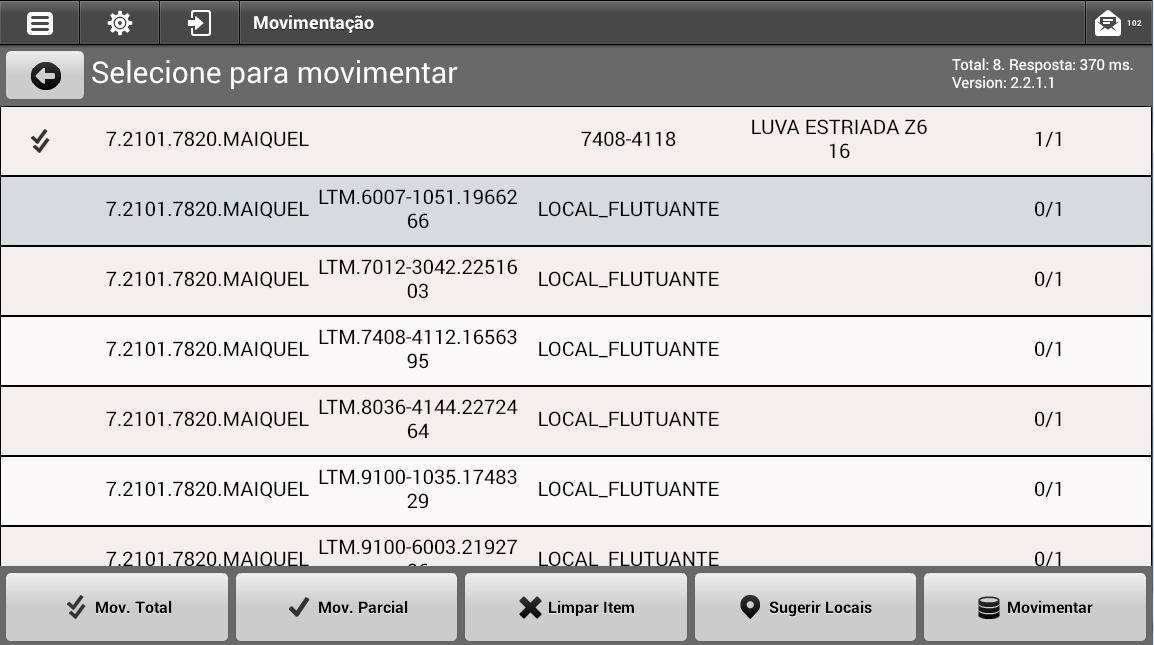 Movimentação
102
Selecione para movimentar
Total: 8. Resposta: 370 ms.
Version: 2.2.1.1
7.2101.7820.MAIQUEL 7408-4118 LUVA ESTRIADA Z6 1/1
16
7.2101.7820.MAIQUEL LTM.6007-1051.19662 LOCAL_FLUTUANTE 0/1
66
7.2101.7820.MAIQUEL LTM.7012-3042.22516 LOCAL_FLUTUANTE 0/1
03
7.2101.7820.MAIQUEL LTM.7408-4112.16563 LOCAL_FLUTUANTE 0/1
95
7.2101.7820.MAIQUEL LTM.8036-4144.22724 LOCAL_FLUTUANTE 0/1
64
7.2101.7820.MAIQUEL LTM.9100-1035.17483 LOCAL_FLUTUANTE 0/1
29
7.2101.7820.MAIQUEL LTM.9100-6003.21927 LOCAL_FLUTUANTE 0/1
Mov. Total
Mov. Parcial
Limpar Item
Sugerir Locais
Movimentar